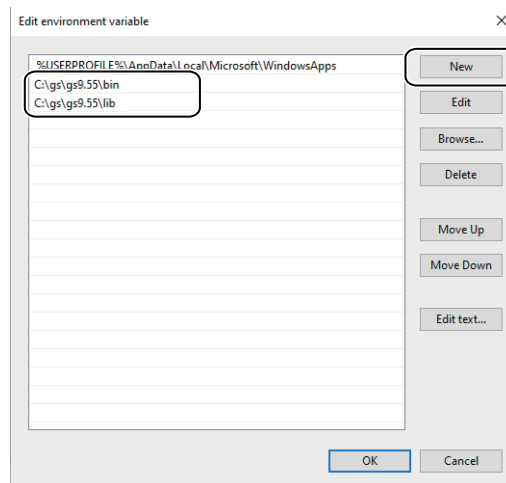 Edit environment variable
%USERPROFILE%\AppData\Local\Microsoft\WindowsApps
C:\gs\gs9.55\bin
C:\gs\gs9.55\lib
New
Edit
Browse...
Delete
Move Up
Move Down
Edit text...
OK
Cancel